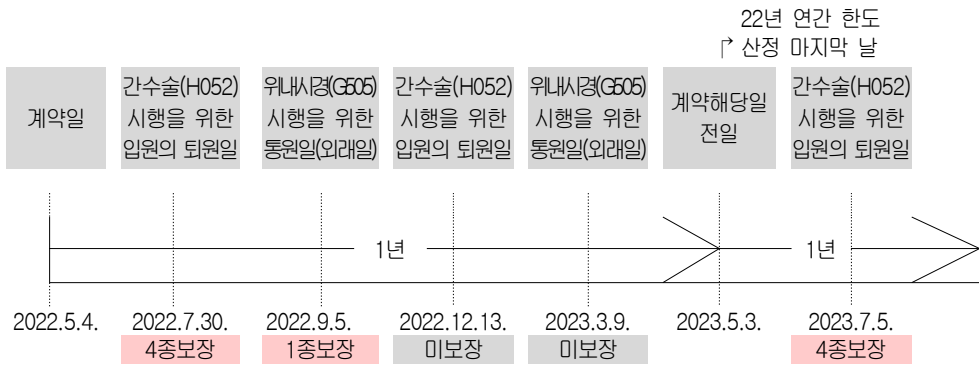 22년 연간 한도
┌→ 산정 마지막 날
계약일
간수술(H052)
시행을 위한
입원의 퇴원일
위내시경(G505)
시행을 위한
통원일(외래일)
간수술(H052)
시행을 위한
입원의 퇴원일
위내시경(G505)
시행을 위한
통원일(외래일)
계약해당일
전일
간수술(H052)
시행을 위한
입원의 퇴원일
1년
1년
2022.5.4.
2022.7.30.
2022.9.5.
2022.12.13.
2023.3.9.
2023.5.3.
2023.7.5.
4종보장
1종보장
미보장
미보장
4종보장